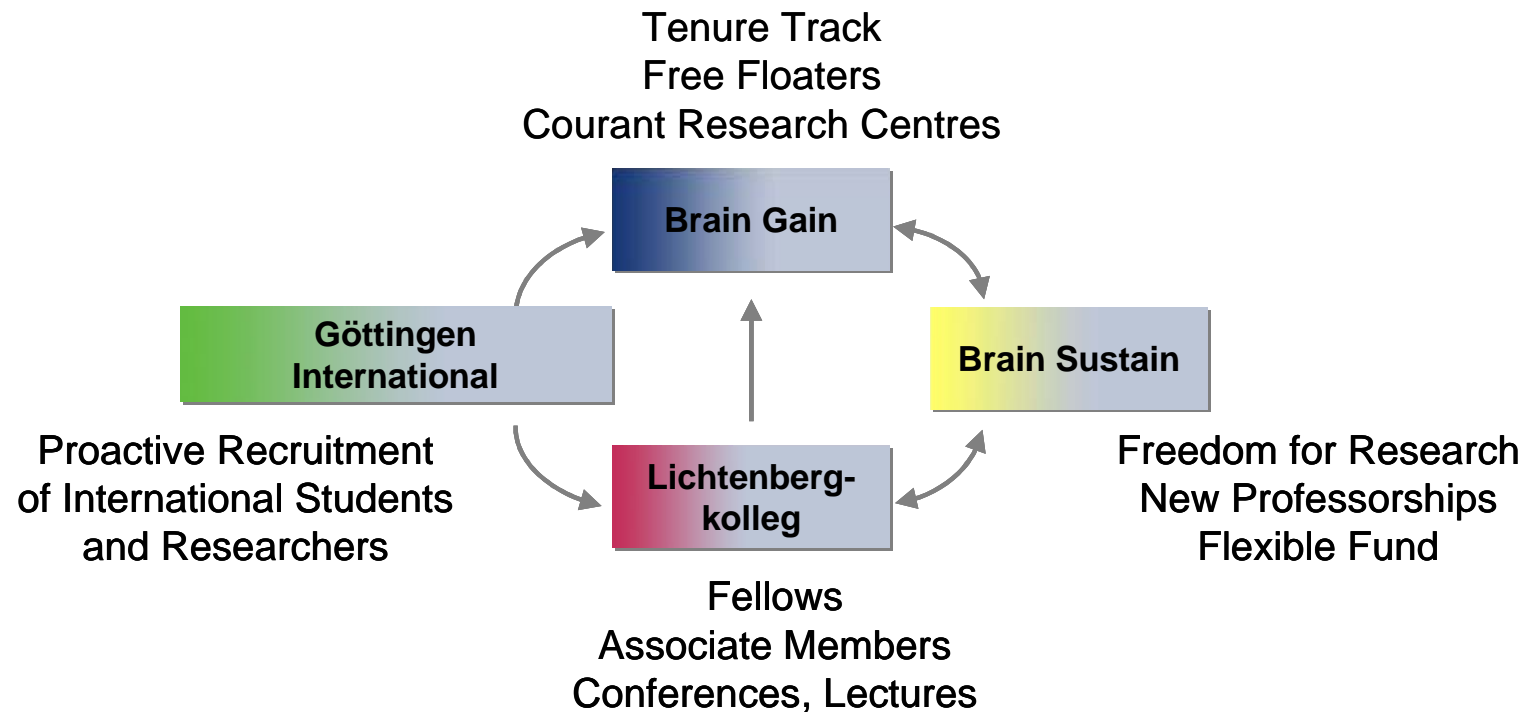 Tenure Track
Free Floaters
Courant Research Centres
Brain Gain
Göttingen
International
Proactive Recruitment
of International Students
and Researchers
Brain Sustain
Freedom for Research
New Professorships
Flexible Fund
Lichtenberg-
kolleg
Fellows
Associate Members
Conferences, Lectures